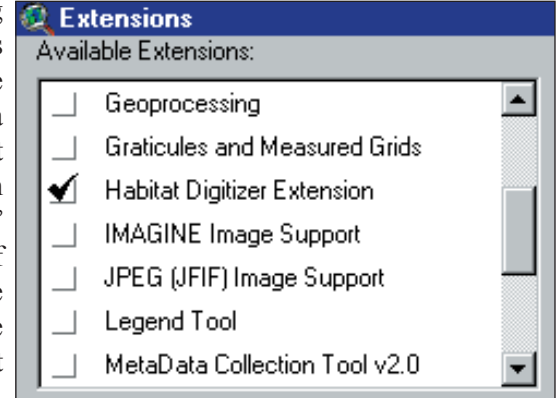 Extensions
Available Extensions:
Geoprocessing
Graticules and Measured Grids
Habitat Digitizer Extension
IMAGINE Image Support
JPEG (JFIF) Image Support
Legend Tool
MetaData Collection Tool v2.0